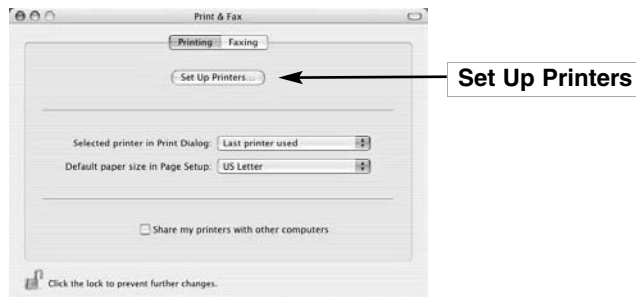 Print & Fax
Printing Faxing
Set Up Printers...
Set Up Printers
Selected printer in Print Dialog: Last printer used
Default paper size in Page Setup: US Letter
Share my printers with other computers
Click the lock to prevent further changes.